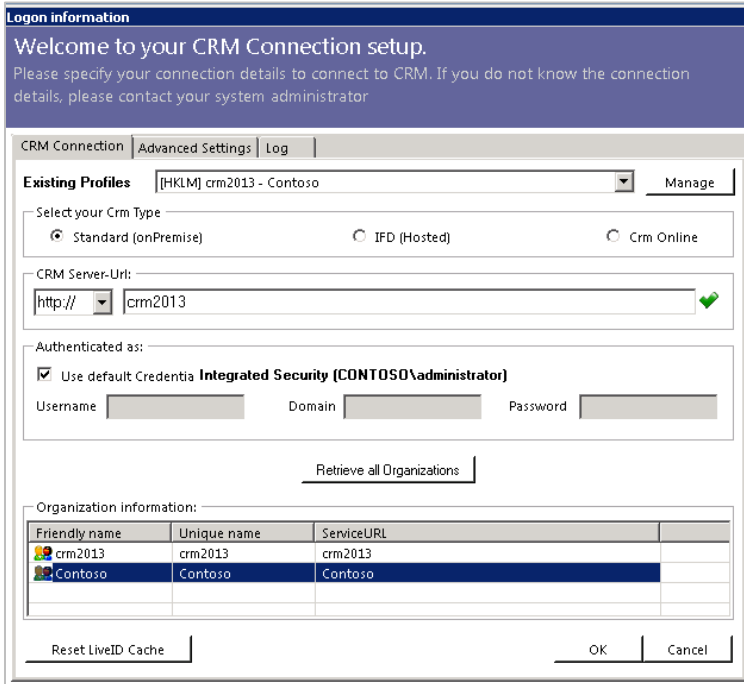 Logon information
Welcome to your CRM Connection setup.
Please specify your connection details to connect to CRM. If you do not know the connection
details, please contact your system administrator
CRM Connection Advanced Settings Log
Existing Profiles [HKLM] crm2013 - Contoso Manage
Select your Crm Type
Standard (onPremise) IFD (Hosted) Crm Online
CRM Server-Url:
http:// crm2013
Authenticated as:
Use default Credentia Integrated Security (CONTOSO\administrator)
Username Domain Password
Retrieve all Organizations
Organization information:
Friendly name Unique name ServiceURL
crm2013 crm2013 crm2013
Contoso Contoso Contoso
Reset LiveID Cache OK Cancel